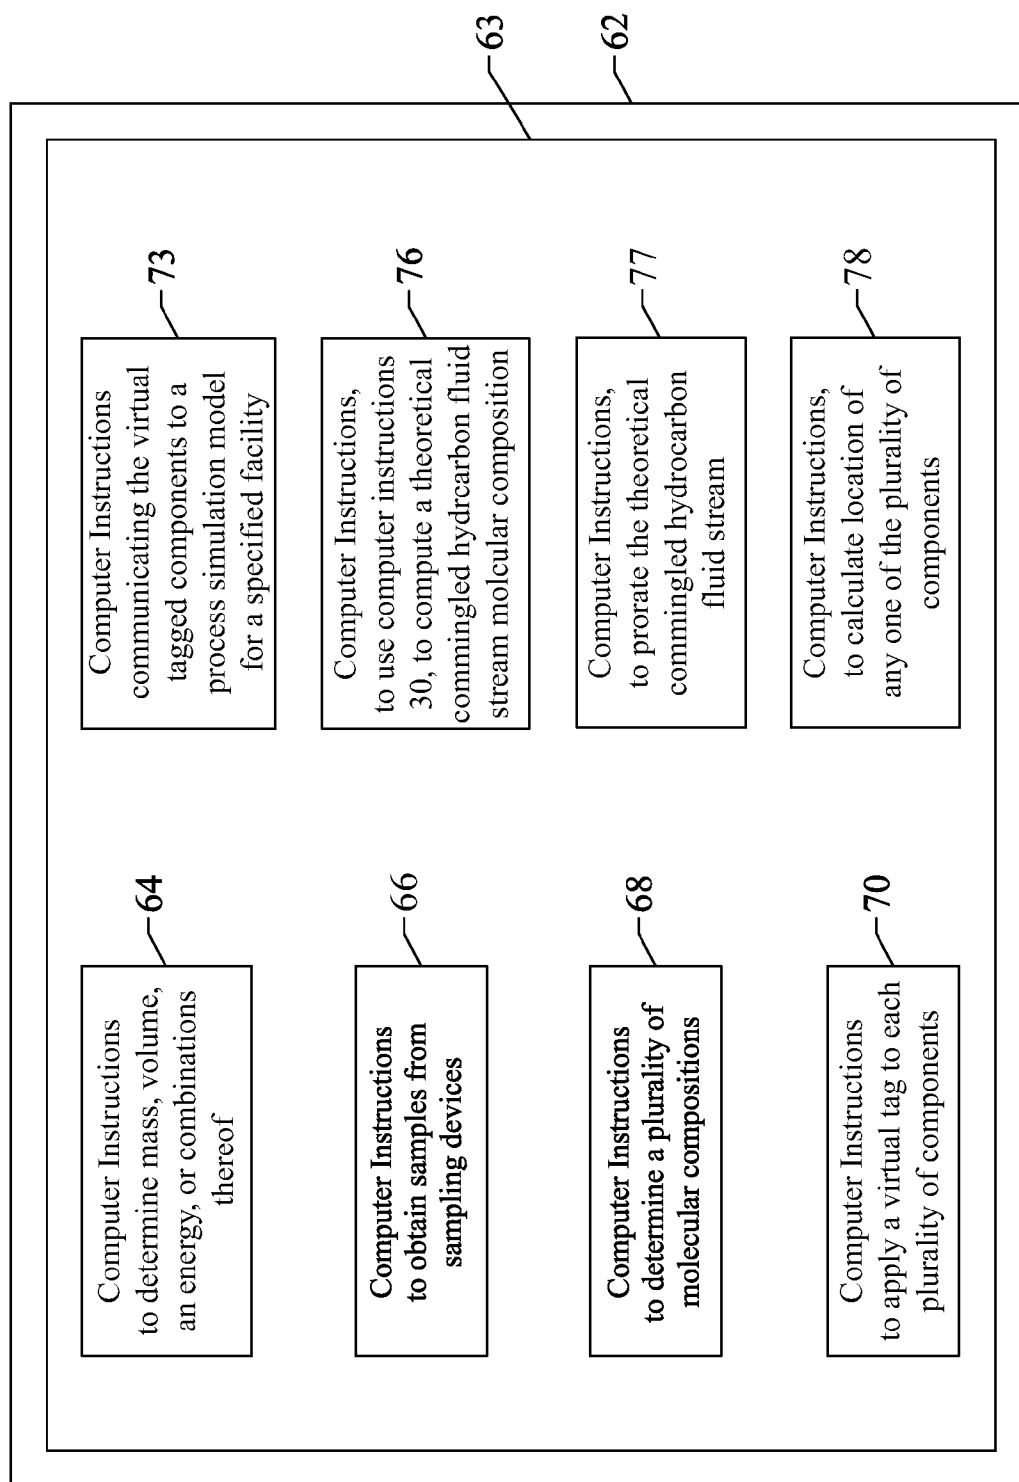 Computer Instructions
to determine mass, volume,
an energy, or combinations
thereof
64
Computer Instructions
to obtain samples from
sampling devices
66
Computer Instructions
to determine a plurality of
molecular compositions
68
Computer Instructions
to apply a virtual tag to each
plurality of components
70
Computer Instructions
communicating the virtual
tagged components to a
process simulation model
for a specified facility
73
Computer Instructions,
to use computer instructions
30, to compute a theoretical
commingled hydrcarbon fluid
stream molcular composition
76
Computer Instructions,
to prorate the theoretical
commingled hydrocarbon
fluid stream
77
Computer Instructions,
to calculate location of
any one of the plurality of
components
78
63
62